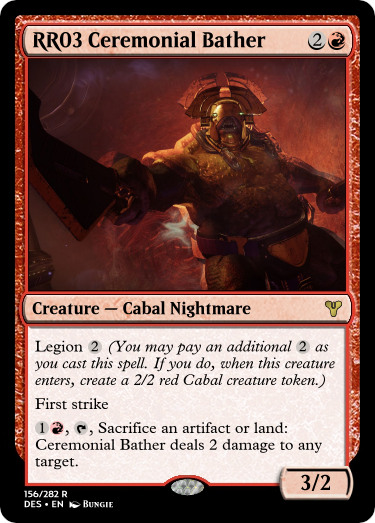 RR03 Ceremonial Bather 2
Creature — Cabal Nightmare
Legion 2 (You may pay an additional 2 as
you cast this spell. If you do, when this creature
enters, create a 2/2 red Cabal creature token.)
First strike
1, Sacrifice an artifact or land:
Ceremonial Bather deals 2 damage to any
target.
3/2
156/282 R
DES • EN Bungie